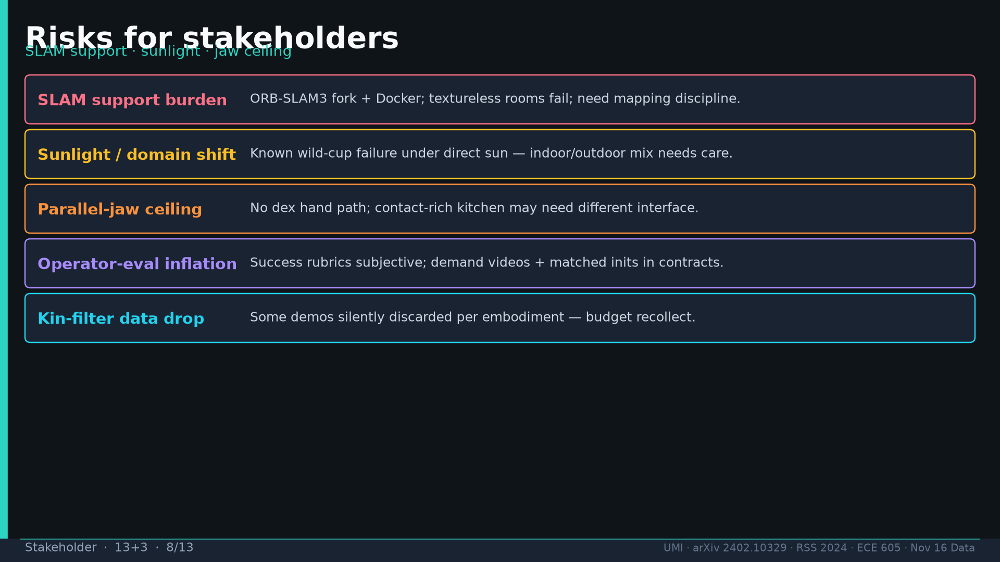 Risks for stakeholders
SLAM support · sunlight · jaw ceiling
SLAM support burden
ORB-SLAM3 fork + Docker; textureless rooms fail; need mapping discipline.
Sunlight / domain shift
Known wild-cup failure under direct sun — indoor/outdoor mix needs care.
Parallel-jaw ceiling
No dex hand path; contact-rich kitchen may need different interface.
Operator-eval inflation
Success rubrics subjective; demand videos + matched inits in contracts.
Kin-filter data drop
Some demos silently discarded per embodiment — budget recollect.
Stakeholder · 13+3 · 8/13
UMI · arXiv 2402.10329 · RSS 2024 · ECE 605 · Nov 16 Data